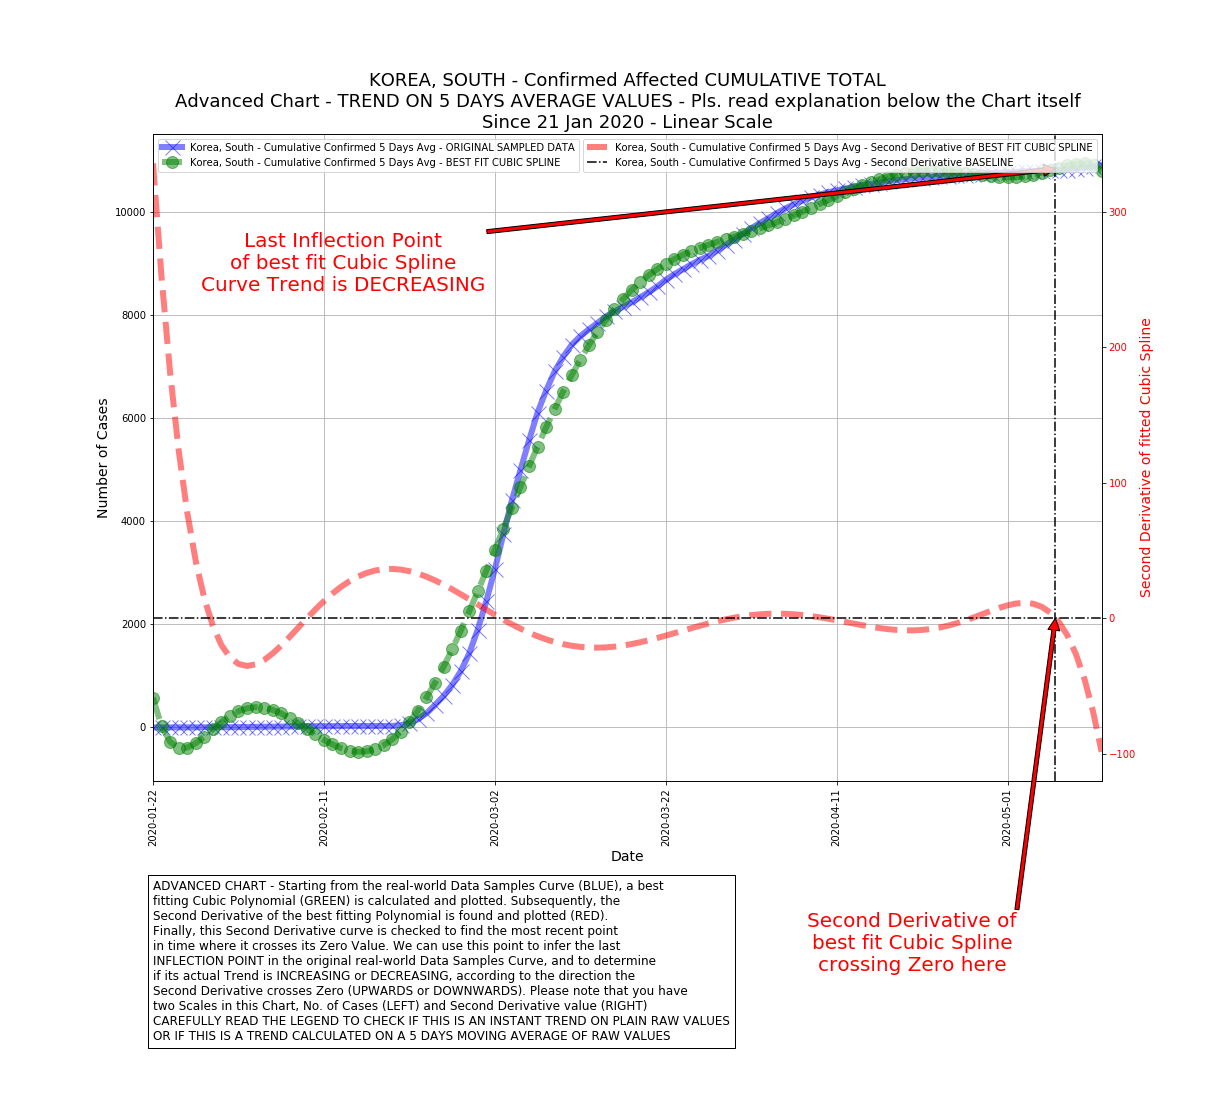 KOREA, SOUTH - Confirmed Affected CUMULATIVE TOTAL
Advanced Chart - TREND ON 5 DAYS AVERAGE VALUES - Pls. read explanation below the Chart itself
Since 21 Jan 2020 - Linear Scale
Korea, South - Cumulative Confirmed 5 Days Avg - ORIGINAL SAMPLED DATA
Korea, South - Cumulative Confirmed 5 Days Avg - BEST FIT CUBIC SPLINE
Korea, South - Cumulative Confirmed 5 Days Avg - Second Derivative of BEST FIT CUBIC SPLINE
Korea, South - Cumulative Confirmed 5 Days Avg - Second Derivative BASELINE
Last Inflection Point
of best fit Cubic Spline
Curve Trend is DECREASING
Number of Cases
10000
8000
6000
4000
2000
0
300
200
100
0
−100
Second Derivative of fitted Cubic Spline
2020-01-22
2020-02-11
2020-03-02
2020-03-22
2020-04-11
2020-05-01
Date
ADVANCED CHART - Starting from the real-world Data Samples Curve (BLUE), a best
fitting Cubic Polynomial (GREEN) is calculated and plotted. Subsequently, the
Second Derivative of the best fitting Polynomial is found and plotted (RED).
Finally, this Second Derivative curve is checked to find the most recent point
in time where it crosses its Zero Value. We can use this point to infer the last
INFLECTION POINT in the original real-world Data Samples Curve, and to determine
if its actual Trend is INCREASING or DECREASING, according to the direction the
Second Derivative crosses Zero (UPWARDS or DOWNWARDS). Please note that you have
two Scales in this Chart, No. of Cases (LEFT) and Second Derivative value (RIGHT)
CAREFULLY READ THE LEGEND TO CHECK IF THIS IS AN INSTANT TREND ON PLAIN RAW VALUES
OR IF THIS IS A TREND CALCULATED ON A 5 DAYS MOVING AVERAGE OF RAW VALUES
Second Derivative of
best fit Cubic Spline
crossing Zero here